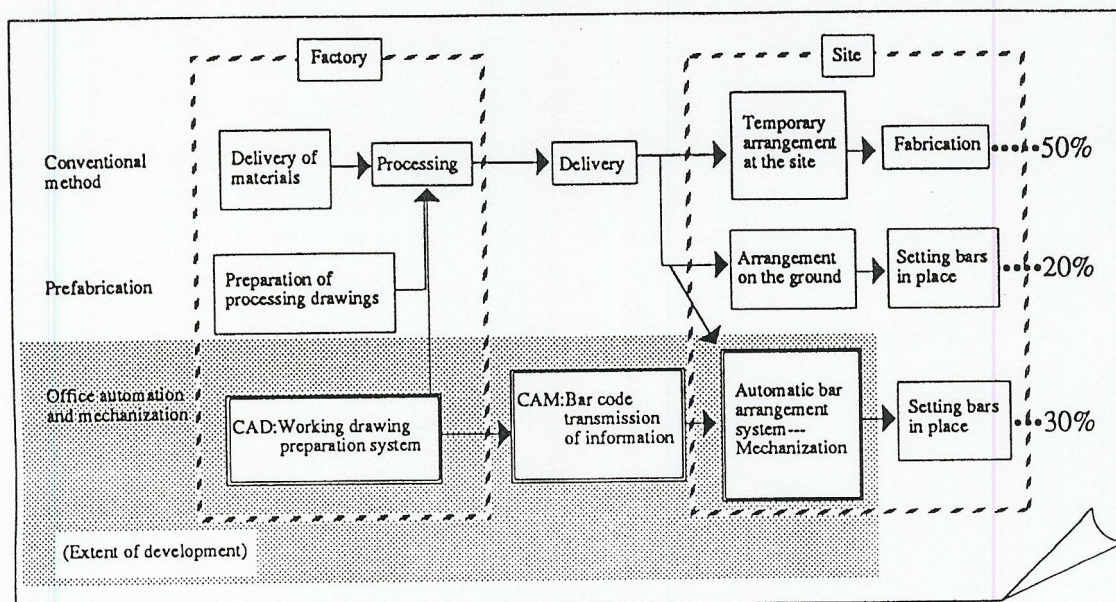 Factory
Site
Conventional
method
Delivery of
materials
Processing
Delivery
Temporary
arrangement
at the site
Fabrication
50%
Prefabrication
Preparation of
processing drawings
Arrangement
on the ground
Setting bars
in place
20%
Office automation
and mechanization
CAD:Working drawing
preparation system
CAM:Bar code
transmission
of information
Automatic bar
arrangement
system---
Mechanization
Setting bars
in place
30%
(Extent of development)